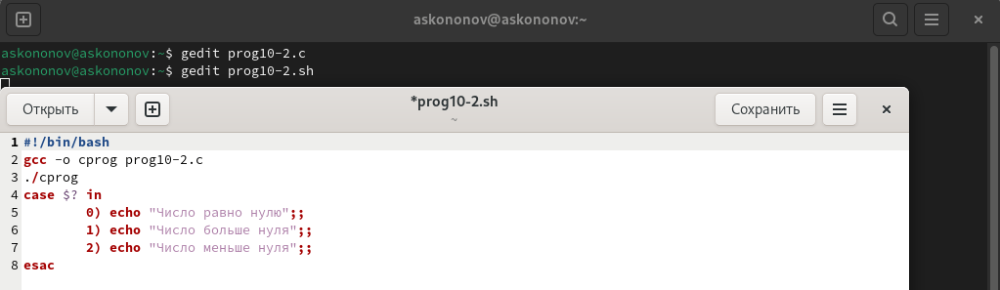 askononov@askononov:~
askononov@askononov:~$ gedit prog10-2.c
askononov@askononov:~$ gedit prog10-2.sh
Открыть
*prog10-2.sh
~
Сохранить
1 #!/bin/bash
2 gcc -o cprog prog10-2.c
3 ./cprog
4 case $? in
5 0) echo "Число равно нулю";;
6 1) echo "Число больше нуля";;
7 2) echo "Число меньше нуля";;
8 esac